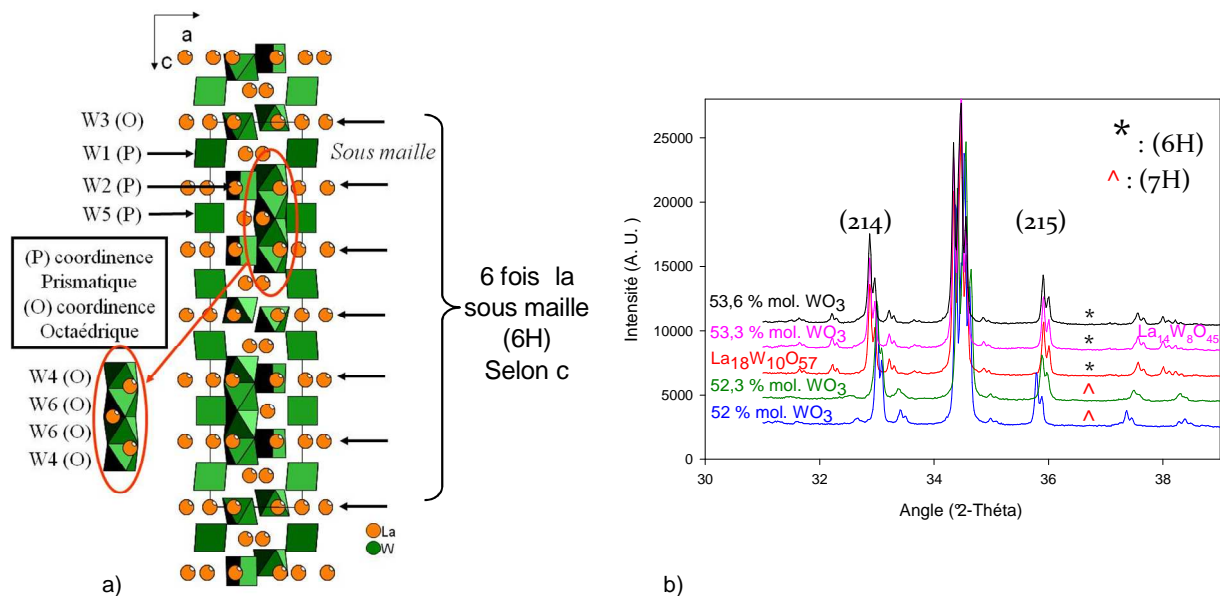 a
c
W3 (O)
W1 (P)
W2 (P)
W5 (P)
(P) coordinence
Prismatique
(O) coordinence
Octaédrique
W4 (O)
W6 (O)
W6 (O)
W4 (O)
Sous maille
6 fois la
sous maille
(6H)
Selon c
La
W
a)
Intensité (A. U.)
25000
20000
15000
10000
5000
0
30
32
34
36
38
Angle (°2-Théta)
* : (6H)
^ : (7H)
(214)
(215)
53,6 % mol. WO3
*
53,3 % mol. WO3
*
La14W8O45
La18W10O57
*
52,3 % mol. WO3
^
52 % mol. WO3
^
b)